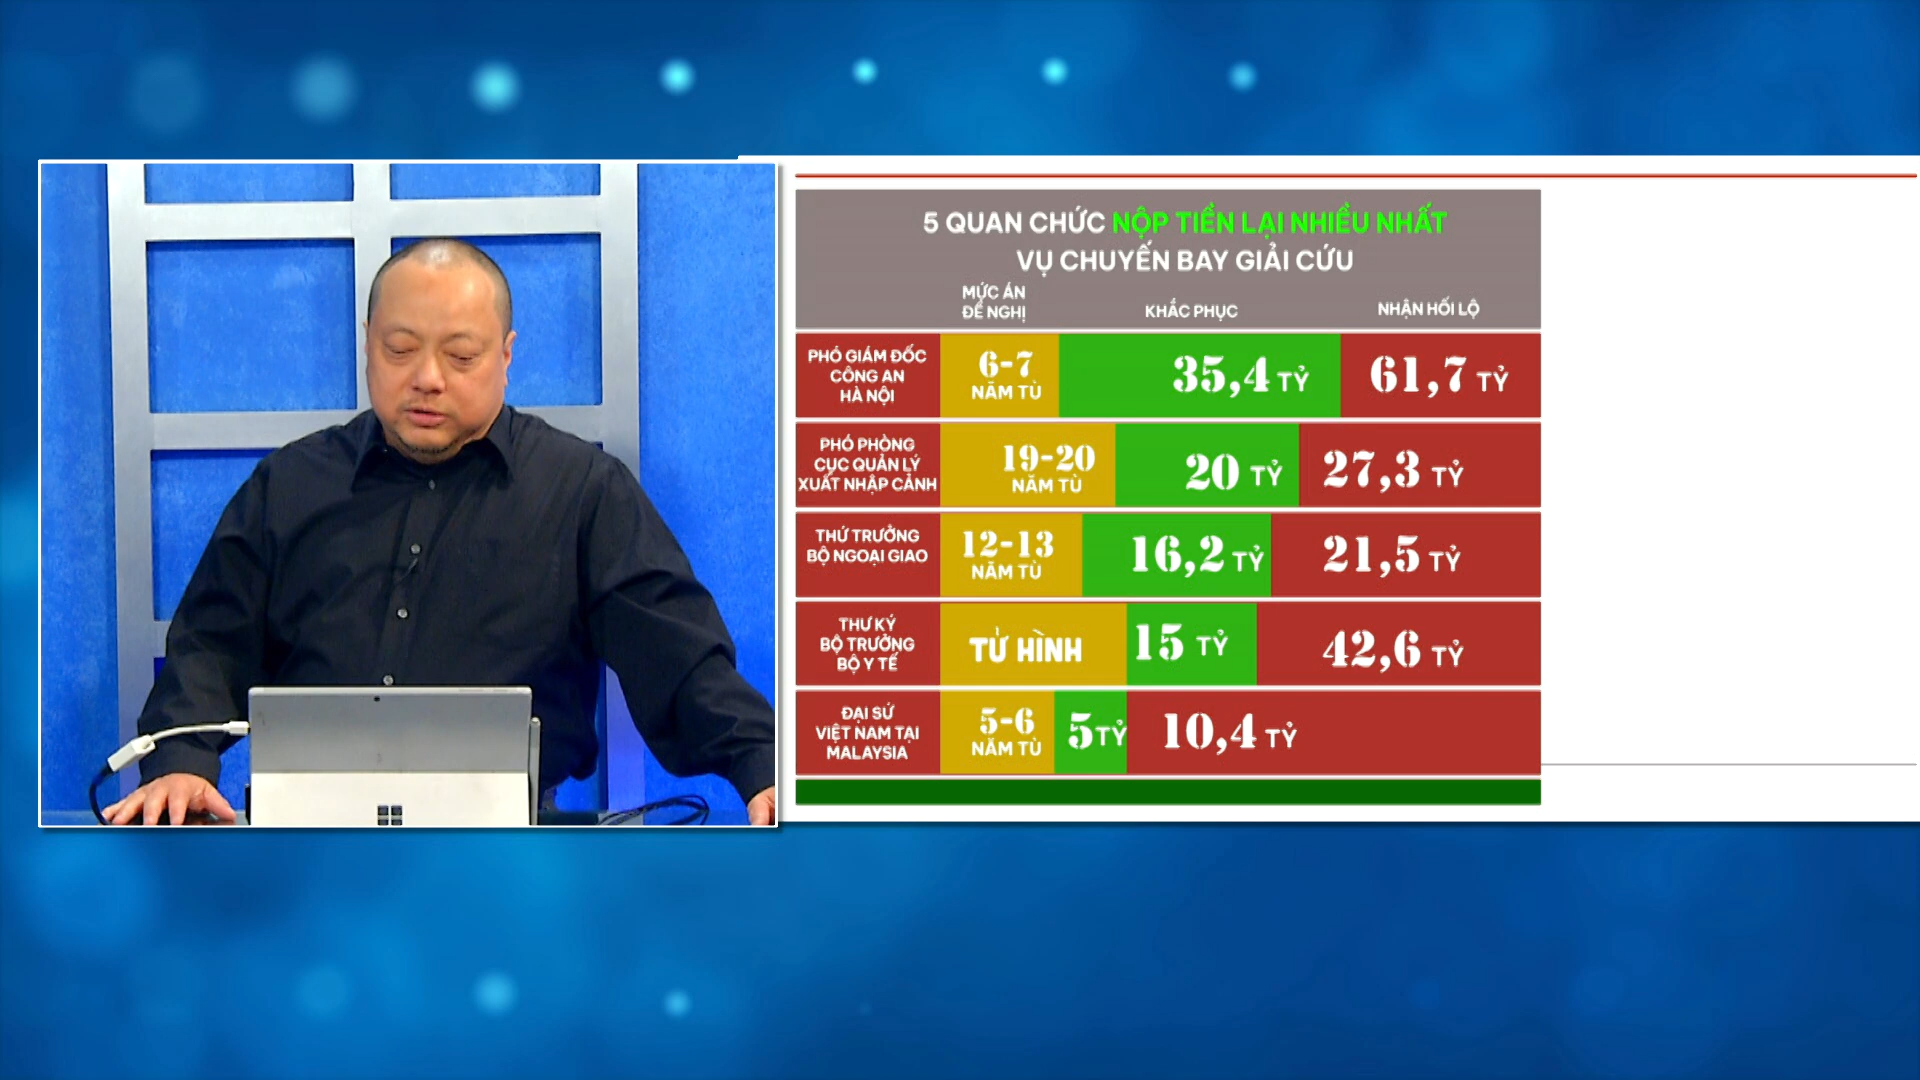 5 QUAN CHỨC NỘP TIỀN LẠI NHIỀU NHẤT
VỤ CHUYẾN BAY GIẢI CỨU
MỨC ÁN
ĐỀ NGHỊ
KHẮC PHỤC
NHẬN HỐI LỘ
PHÓ GIÁM ĐỐC
CÔNG AN
HÀ NỘI
6-7
NĂM TÙ
35,4 TỶ
61,7 TỶ
PHÓ PHÒNG
CỤC QUẢN LÝ
XUẤT NHẬP CẢNH
19-20
NĂM TÙ
20 TỶ
27,3 TỶ
THỨ TRƯỞNG
BỘ NGOẠI GIAO
12-13
NĂM TÙ
16,2 TỶ
21,5 TỶ
THƯ KÝ
BỘ TRƯỞNG
BỘ Y TẾ
TỬ HÌNH
15 TỶ
42,6 TỶ
ĐẠI SỨ
VIỆT NAM TẠI
MALAYSIA
5-6
NĂM TÙ
5 TỶ
10,4 TỶ